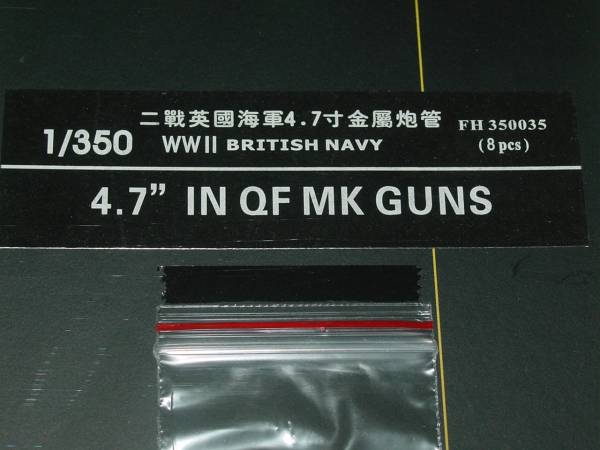 二戰英國海軍4.7寸金屬炮管 FH 350035
1/350 WWII BRITISH NAVY (8 pcs)
4.7” IN QF MK GUNS